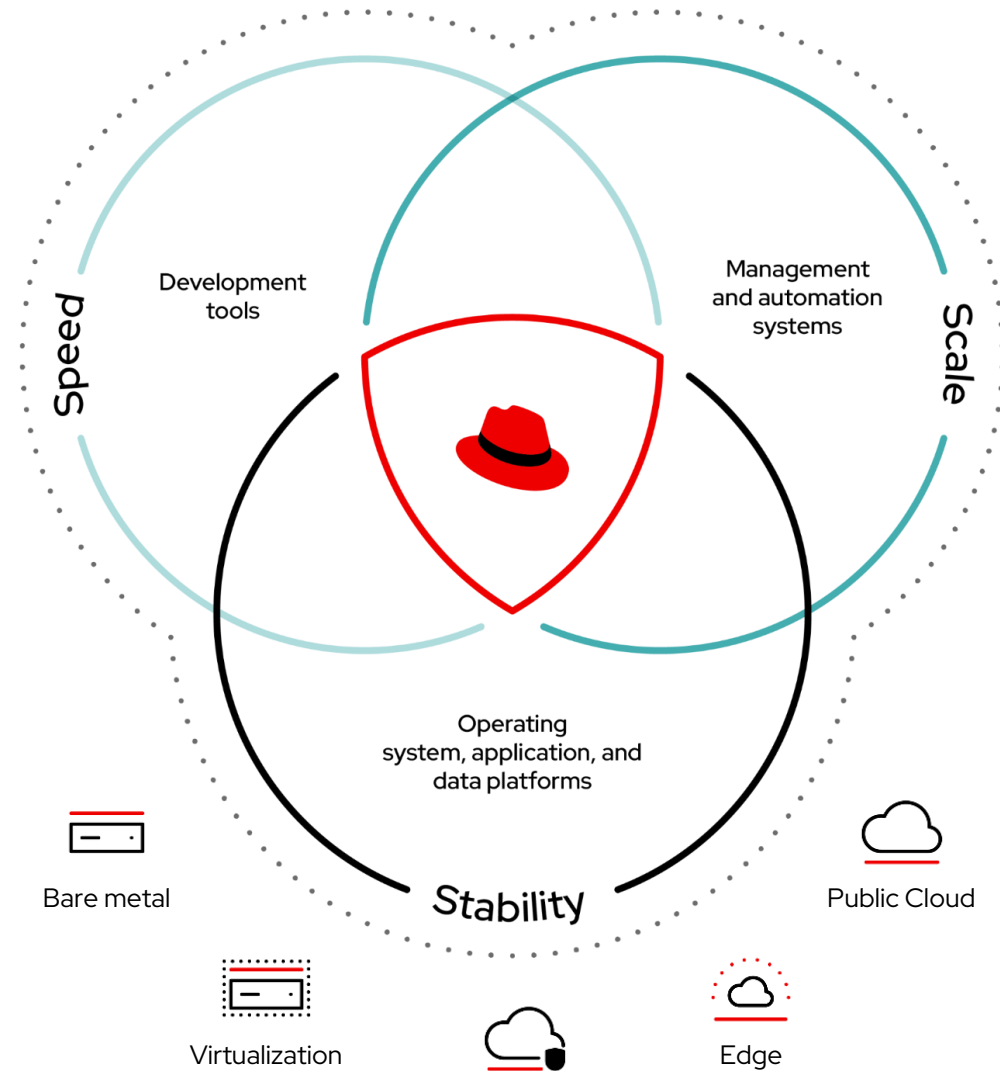 Development
tools
Management
and automation
systems
Speed
Scale
Operating
system, application, and
data platforms
Stability
Bare metal
Public Cloud
Virtualization
Edge